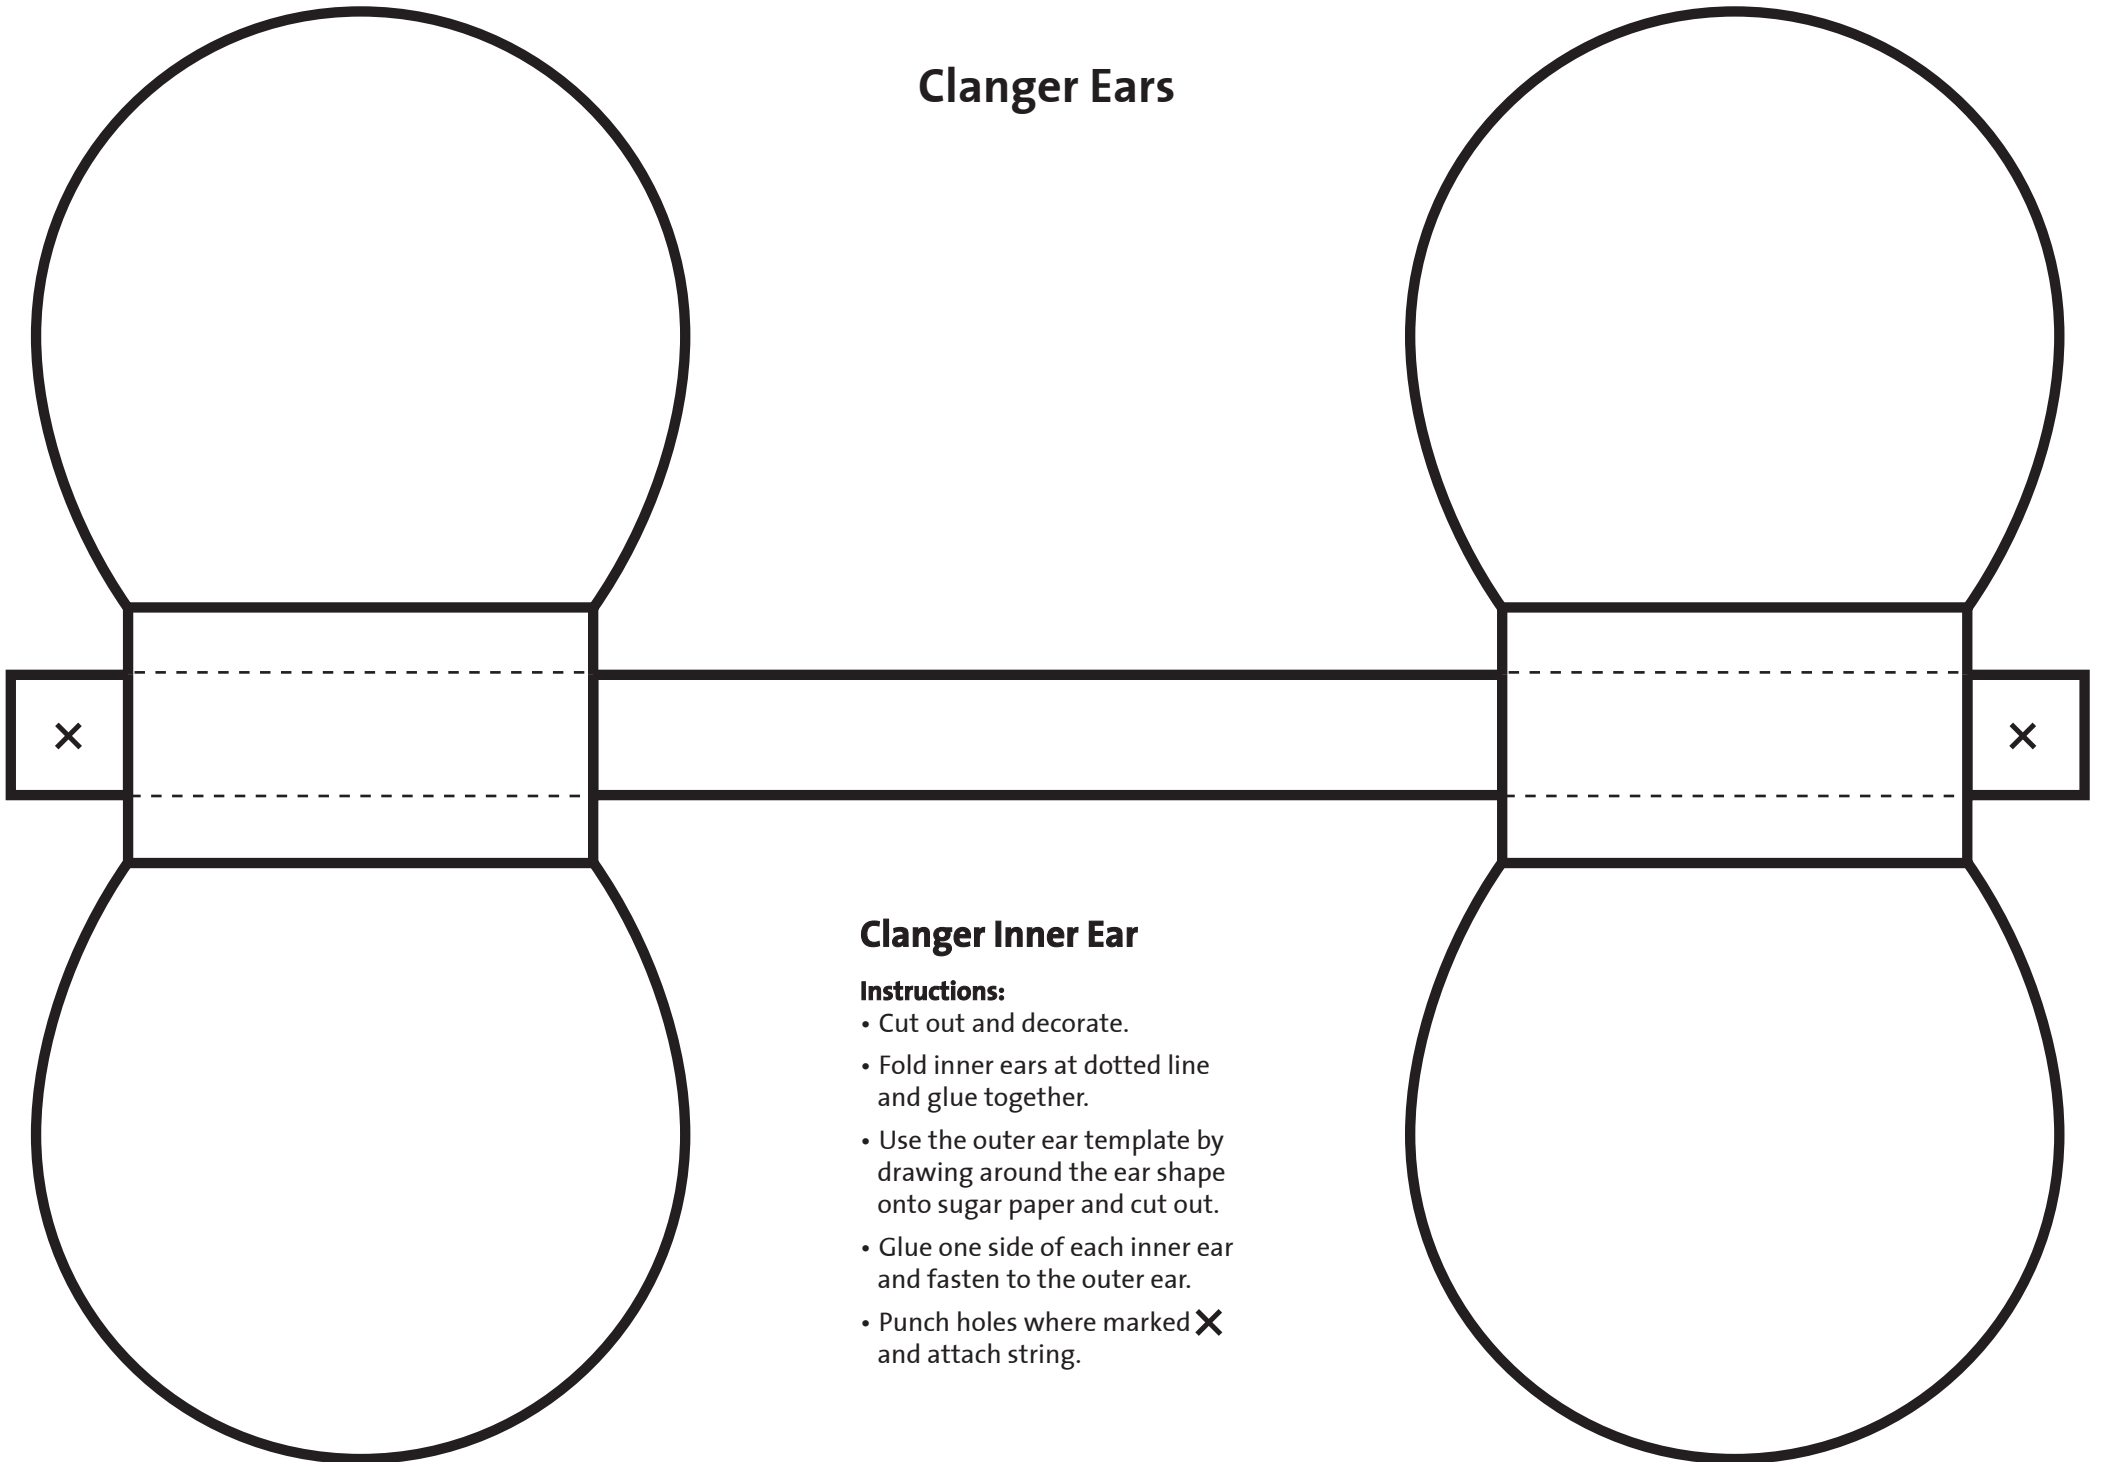 Clanger Ears
Clanger Inner Ear
Instructions:
• Cut out and decorate.
• Fold inner ears at dotted line
and glue together.
• Use the outer ear template by
drawing around the ear shape
onto sugar paper and cut out.
• Glue one side of each inner ear
and fasten to the outer ear.
• Punch holes where marked ✕
and attach string.